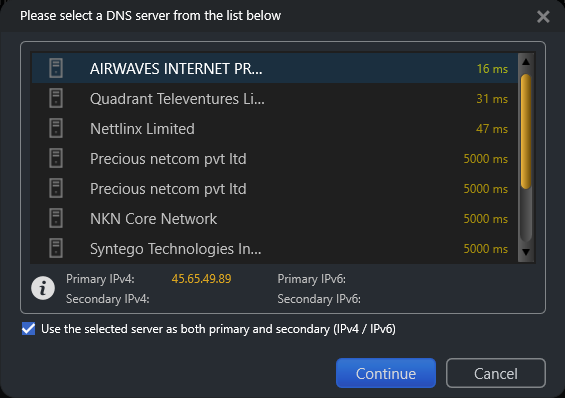 Please select a DNS server from the list below
AIRWAVES INTERNET PR... 16 ms
Quadrant Televentures Li... 31 ms
Nettlinx Limited 47 ms
Precious netcom pvt ltd 5000 ms
Precious netcom pvt ltd 5000 ms
NKN Core Network 5000 ms
Syntego Technologies In... 5000 ms
Primary IPv4: 45.65.49.89 Primary IPv6:
Secondary IPv4: Secondary IPv6:
Use the selected server as both primary and secondary (IPv4 / IPv6)
Continue Cancel